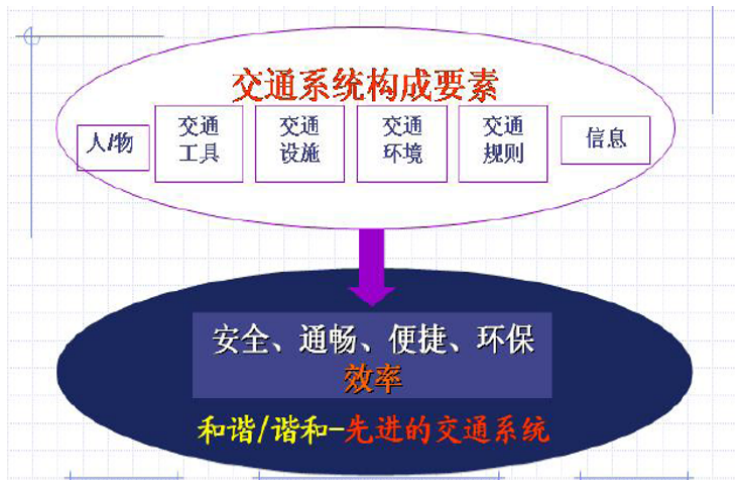 交通系统构成要素
人/物
交通
工具
交通
设施
交通
环境
交通
规则
信息
安全、通畅、便捷、环保
效率
和谐/谐和-先进的交通系统